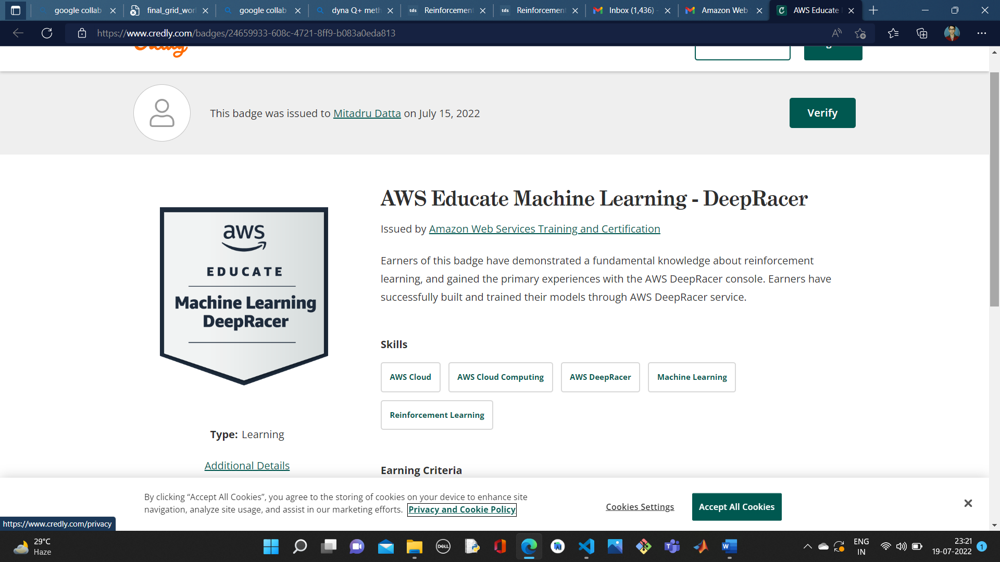 google collab
final_grid_worl
google collab
dyna Q+ meth
tds
Reinforcement
tds
Reinforcement
Inbox (1,436) -
Amazon Web
AWS Educate
https://www.credly.com/badges/24659933-608c-4721-8ff9-b083a0eda813
Credly
This badge was issued to Mitadru Datta on July 15, 2022
Verify
aws
EDUCATE
Machine Learning
DeepRacer
Type: Learning
Additional Details
AWS Educate Machine Learning - DeepRacer
Issued by Amazon Web Services Training and Certification
Earners of this badge have demonstrated a fundamental knowledge about reinforcement
learning, and gained the primary experiences with the AWS DeepRacer console. Earners have
successfully built and trained their models through AWS DeepRacer service.
Skills
AWS Cloud
AWS Cloud Computing
AWS DeepRacer
Machine Learning
Reinforcement Learning
Earning Criteria
By clicking “Accept All Cookies”, you agree to the storing of cookies on your device to enhance site
navigation, analyze site usage, and assist in our marketing efforts. Privacy and Cookie Policy
Cookies Settings
Accept All Cookies
https://www.credly.com/privacy
29°C
Haze
DELL
W
ENG
IN
23:21
19-07-2022
1